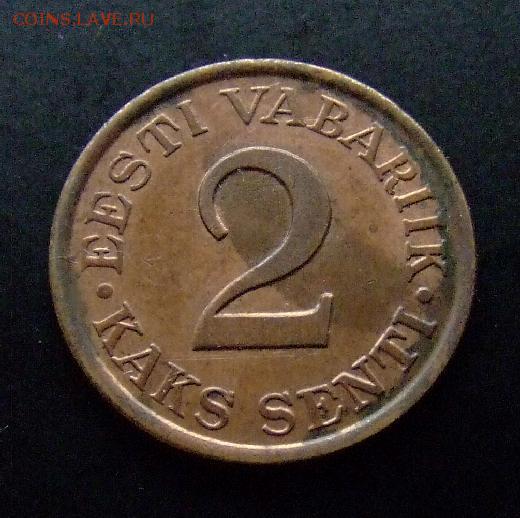 COINS.LAVE.RU
EESTI VABARIIK
2
· KAKS SENTI ·